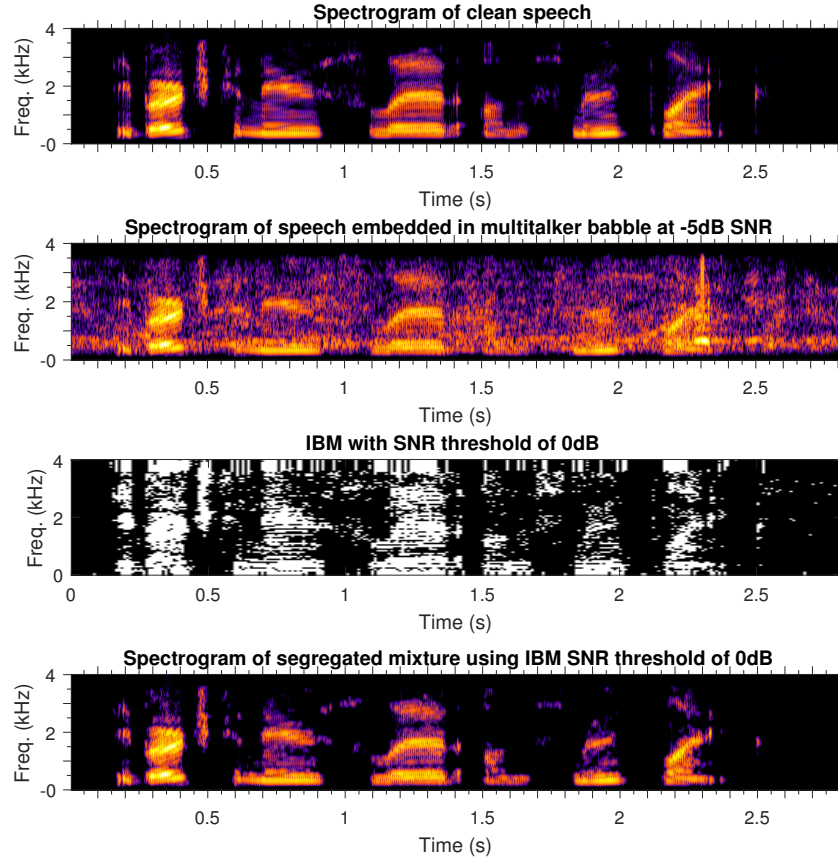 Spectrogram of clean speech
4
2
-0
Freq. (kHz)
0.5
1
1.5
2
2.5
Time (s)
Spectrogram of speech embedded in multitalker babble at -5dB SNR
4
2
-0
Freq. (kHz)
0.5
1
1.5
2
2.5
Time (s)
IBM with SNR threshold of 0dB
4
2
0
Freq. (kHz)
0
0.5
1
1.5
2
2.5
Time (s)
Spectrogram of segregated mixture using IBM SNR threshold of 0dB
4
2
-0
Freq. (kHz)
0.5
1
1.5
2
2.5
Time (s)